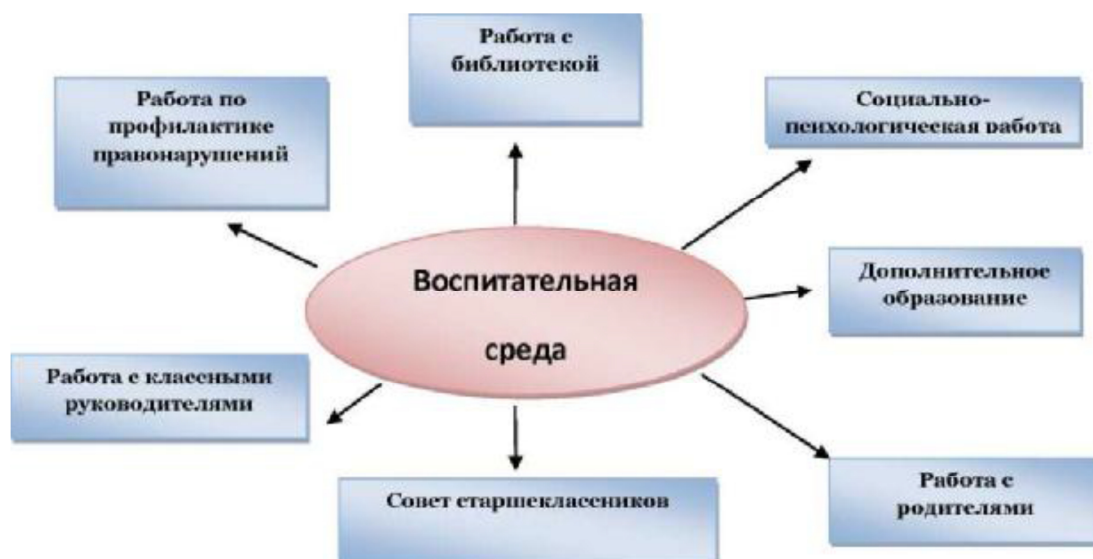 Работа с
библиотекой
Работа по
профилактике
правонарушений
Социально-
психологическая работа
Воспитательная
среда
Дополнительное
образование
Работа с классными
руководителями
Совет старшеклассников
Работа с
родителями